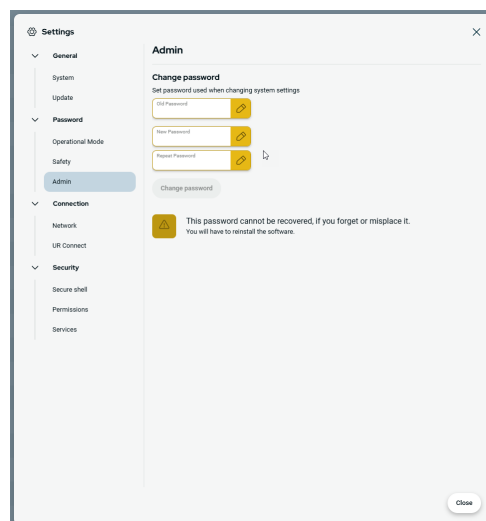 Settings
General
System
Update
Password
Operational Mode
Safety
Admin
Connection
Network
UR Connect
Security
Secure shell
Permissions
Services
Admin
Change password
Set password used when changing system settings
Old Password
New Password
Repeat Password
Change password
This password cannot be recovered, if you forget or misplace it.
You will have to reinstall the software.
Close